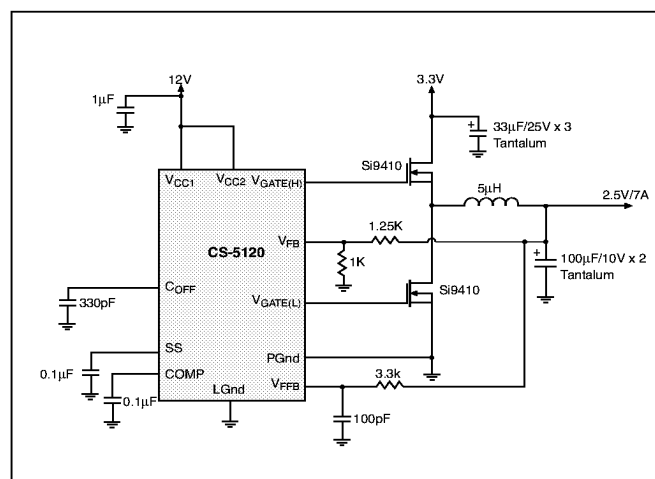 12V
3.3V
1µF
33µF/25V x 3
Tantalum
Si9410
VCC1
VCC2
VGATE(H)
5µH
2.5V/7A
CS-5120
1.25K
VFB
1K
100µF/10V x 2
Tantalum
COFF
330pF
VGATE(L)
Si9410
SS
PGnd
0.1µF
COMP
3.3k
LGnd
VFFB
0.1µF
100pF